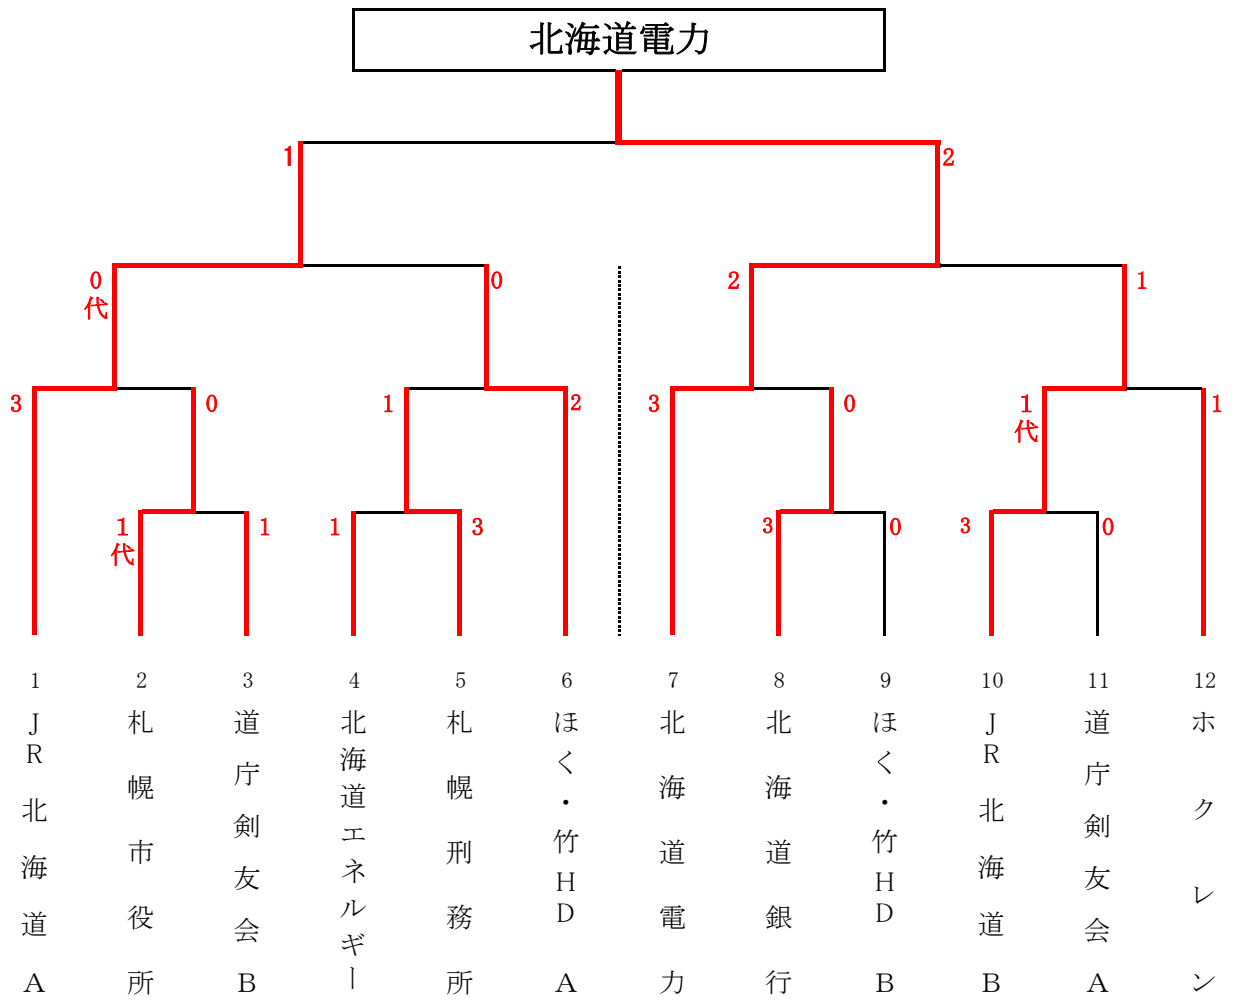 北海道電力
1 2
0 0 2 1
代
3 0 1 2 3 0 1 1
代
1 1 1 3 3 0 3 0
代
1 2 3 4 5 6 7 8 9 10 11 12
JR北海道A
札幌市役所
道庁剣友会B
北海道エネルギー
札幌刑務所
ほく・竹HDA
北海道電力
北海道銀行
ほく・竹HDB
JR北海道B
道庁剣友会A
ホクレン